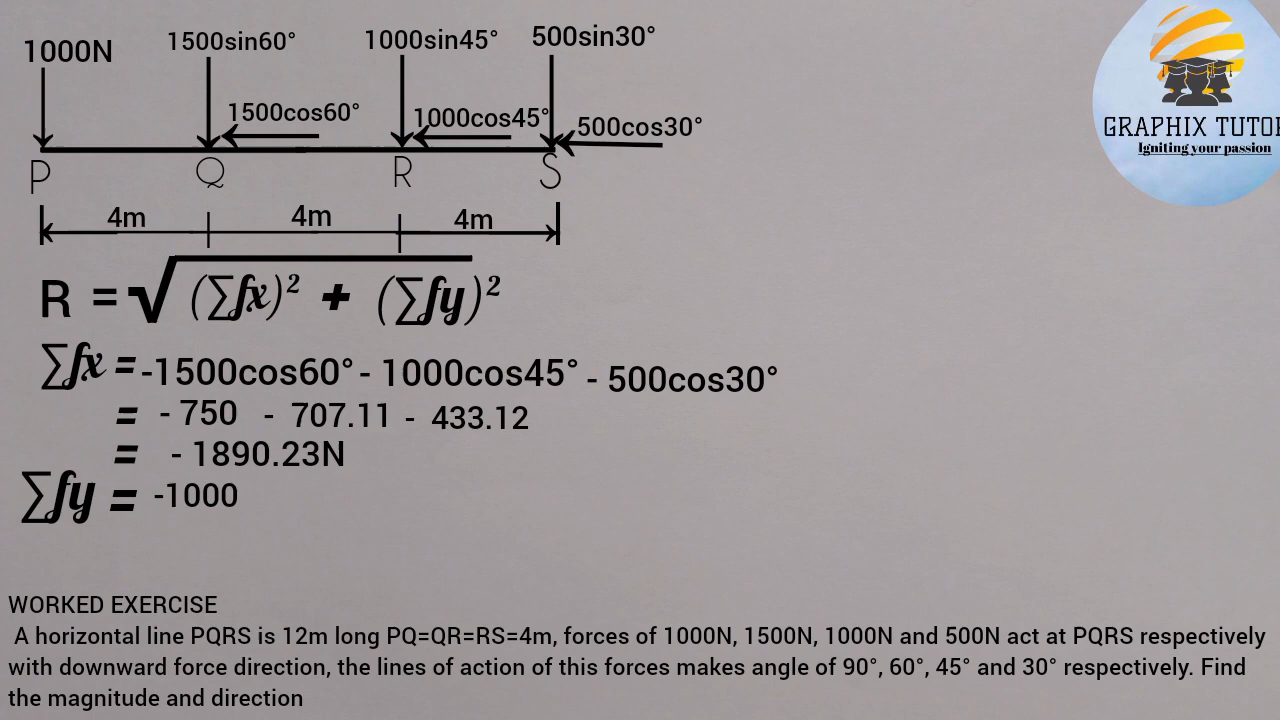 1000N 1500sin60° 1000sin45° 500sin30°
1500cos60° 1000cos45° 500cos30°
P Q R S
4m 4m 4m
GRAPHIX TUTO
Igniting your passion
R = √(∑fx)² + (∑fy)²
∑fx = -1500cos60° - 1000cos45° - 500cos30°
= - 750 - 707.11 - 433.12
= - 1890.23N
∑fy = -1000
WORKED EXERCISE
A horizontal line PQRS is 12m long PQ=QR=RS=4m, forces of 1000N, 1500N, 1000N and 500N act at PQRS respectively
with downward force direction, the lines of action of this forces makes angle of 90°, 60°, 45° and 30° respectively. Find
the magnitude and direction